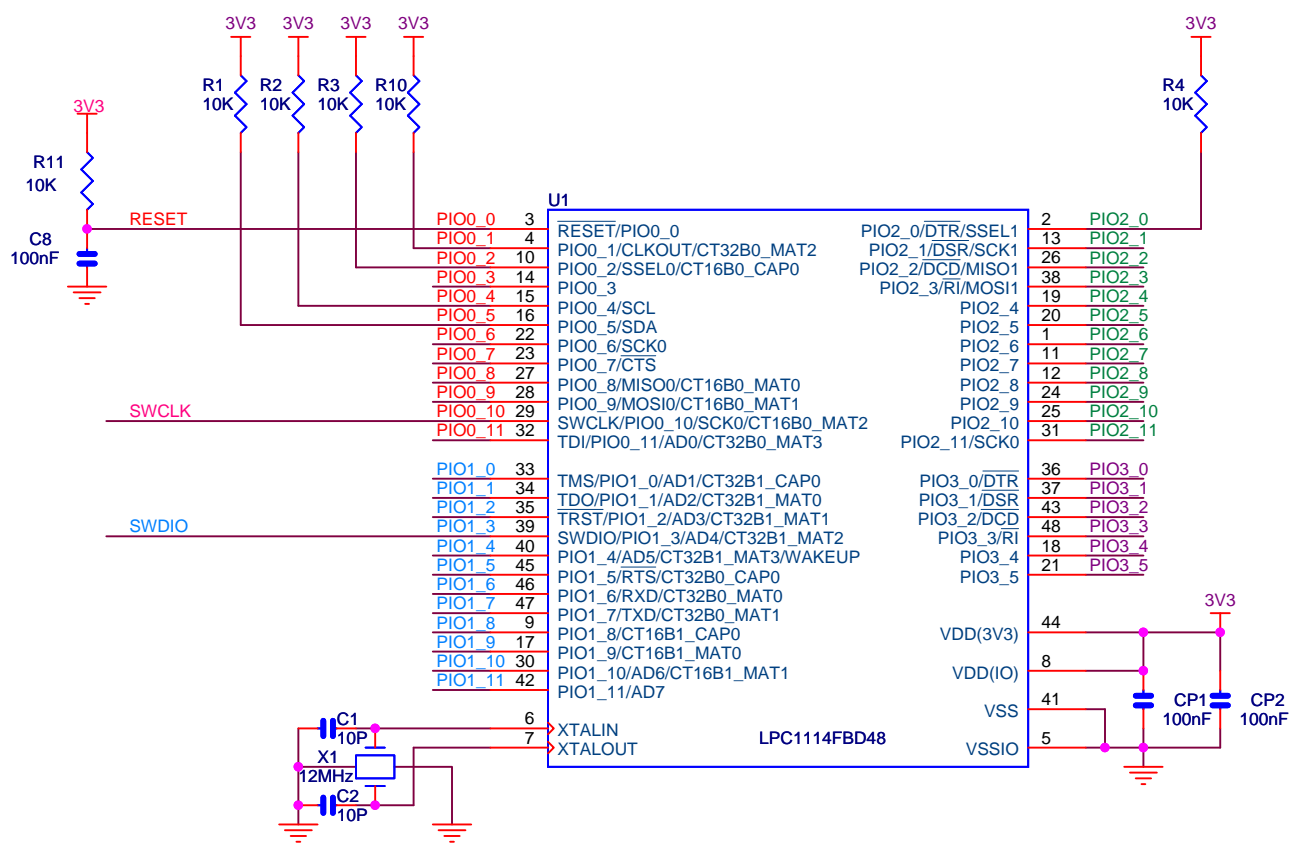 3V3 3V3 3V3 3V3 3V3
R1 R2 R3 R10 R4
10K 10K 10K 10K 10K
3V3
R11
10K
C8
100nF
RESET
SWCLK
SWDIO
U1
PIO0_0 3 RESET/PIO0_0
PIO0_1 4 PIO0_1/CLKOUT/CT32B0_MAT2
PIO0_2 10 PIO0_2/SSEL0/CT16B0_CAP0
PIO0_3 14 PIO0_3
PIO0_4 15 PIO0_4/SCL
PIO0_5 16 PIO0_5/SDA
PIO0_6 22 PIO0_6/SCK0
PIO0_7 23 PIO0_7/CTS
PIO0_8 27 PIO0_8/MISO0/CT16B0_MAT0
PIO0_9 28 PIO0_9/MOSI0/CT16B0_MAT1
PIO0_10 29 SWCLK/PIO0_10/SCK0/CT16B0_MAT2
PIO0_11 32 TDI/PIO0_11/AD0/CT32B0_MAT3
PIO1_0 33 TMS/PIO1_0/AD1/CT32B1_CAP0
PIO1_1 34 TDO/PIO1_1/AD2/CT32B1_MAT0
PIO1_2 35 TRST/PIO1_2/AD3/CT32B1_MAT1
PIO1_3 39 SWDIO/PIO1_3/AD4/CT32B1_MAT2
PIO1_4 40 PIO1_4/AD5/CT32B1_MAT3/WAKEUP
PIO1_5 45 PIO1_5/RTS/CT32B0_CAP0
PIO1_6 46 PIO1_6/RXD/CT32B0_MAT0
PIO1_7 47 PIO1_7/TXD/CT32B0_MAT1
PIO1_8 9 PIO1_8/CT16B1_CAP0
PIO1_9 17 PIO1_9/CT16B1_MAT0
PIO1_10 30 PIO1_10/AD6/CT16B1_MAT1
PIO1_11 42 PIO1_11/AD7
6 XTALIN
7 XTALOUT
PIO2_0/DTR/SSEL1 2 PIO2_0
PIO2_1/DSR/SCK1 13 PIO2_1
PIO2_2/DCD/MISO1 26 PIO2_2
PIO2_3/RI/MOSI1 38 PIO2_3
PIO2_4 19 PIO2_4
PIO2_5 20 PIO2_5
PIO2_6 1 PIO2_6
PIO2_7 11 PIO2_7
PIO2_8 12 PIO2_8
PIO2_9 24 PIO2_9
PIO2_10 25 PIO2_10
PIO2_11/SCK0 31 PIO2_11
PIO3_0/DTR 36 PIO3_0
PIO3_1/DSR 37 PIO3_1
PIO3_2/DCD 43 PIO3_2
PIO3_3/RI 48 PIO3_3
PIO3_4 18 PIO3_4
PIO3_5 21 PIO3_5
3V3
VDD(3V3) 44
VDD(IO) 8
VSS 41
VSSIO 5
CP1 CP2
100nF 100nF
LPC1114FBD48
C1
10P
X1
12MHz
C2
10P